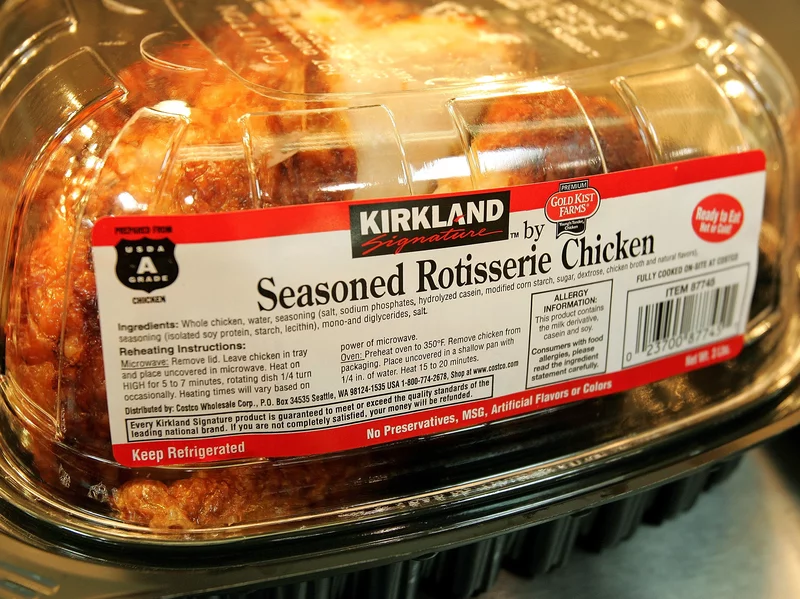 CAUTION
PREPARED FROM
USDA
A
GRADE
CHICKEN
KIRKLAND
Signature™ by
PREMIUM
GOLD KIST
FARMS
Ready to Eat
Hot or Cold!
Seasoned Rotisserie Chicken
Ingredients: Whole chicken, water, seasoning (salt, sodium phosphates, hydrolyzed casein, modified corn starch, sugar, dextrose, chicken broth and natural flavors),
seasoning (isolated soy protein, starch, lecithin), mono-and diglycerides, salt.
Reheating Instructions:
Microwave: Remove lid. Leave chicken in tray
and place uncovered in microwave. Heat on
HIGH for 5 to 7 minutes, rotating dish 1/4 turn
occasionally. Heating times will vary based on
power of microwave.
Oven: Preheat oven to 350°F. Remove chicken from
packaging. Place uncovered in a shallow pan with
1/4 in. of water. Heat 15 to 20 minutes.
Distributed by: Costco Wholesale Corp., P.O. Box 34535 Seattle, WA 98124-1535 USA 1-800-774-2678, Shop at www.costco.com
Every Kirkland Signature product is guaranteed to meet or exceed the quality standards of the
leading national brand. If you are not completely satisfied, your money will be refunded.
ALLERGY
INFORMATION:
This product contains
the milk derivative,
casein and soy.
Consumers with food
allergies, please
read the ingredient
statement carefully.
FULLY COOKED ON-SITE AT COSTCO
ITEM 87745
0 23700 87745
Keep Refrigerated
No Preservatives, MSG, Artificial Flavors or Colors
Net Wt. 3 Lbs.